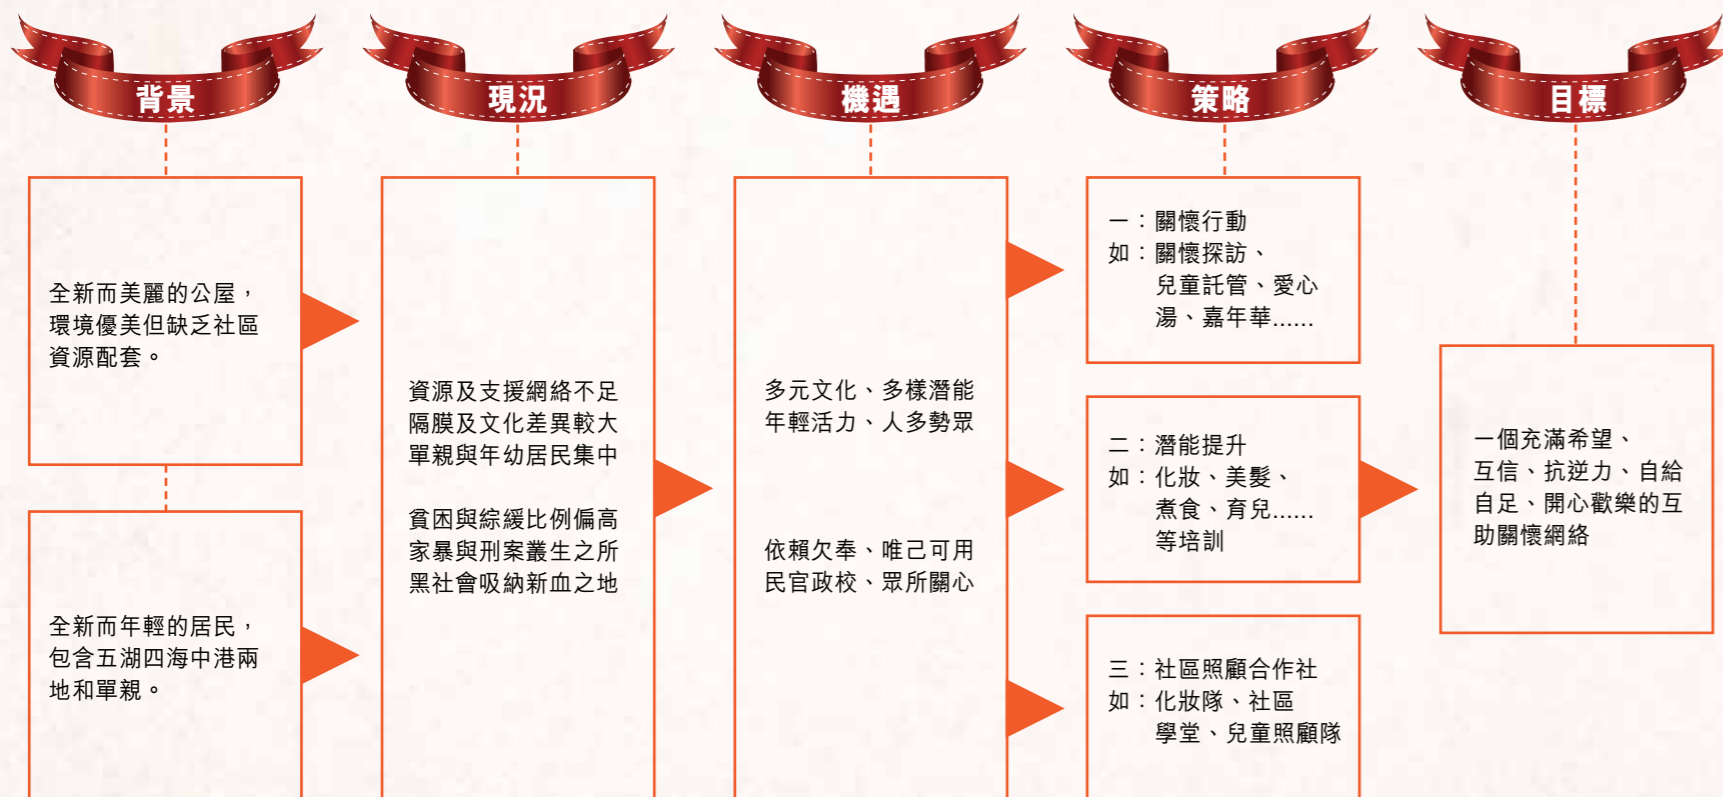 背景
全新而美麗的公屋，
環境優美但缺乏社區
資源配套。
全新而年輕的居民，
包含五湖四海中港兩
地和單親。
現況
資源及支援網絡不足
隔膜及文化差異較大
單親與年幼居民集中
貧困與綜緩比例偏高
家暴與刑案叢生之所
黑社會吸納新血之地
機遇
多元文化、多樣潛能
年輕活力、人多勢眾
依賴欠奉、唯己可用
民官政校、眾所關心
策略
一：關懷行動
如：關懷探訪、
兒童託管、愛心
湯、嘉年華......
二：潛能提升
如：化妝、美髮、
煮食、育兒......
等培訓
三：社區照顧合作社
如：化妝隊、社區
學堂、兒童照顧隊
目標
一個充滿希望、
互信、抗逆力、自給
自足、開心歡樂的互
助關懷網絡